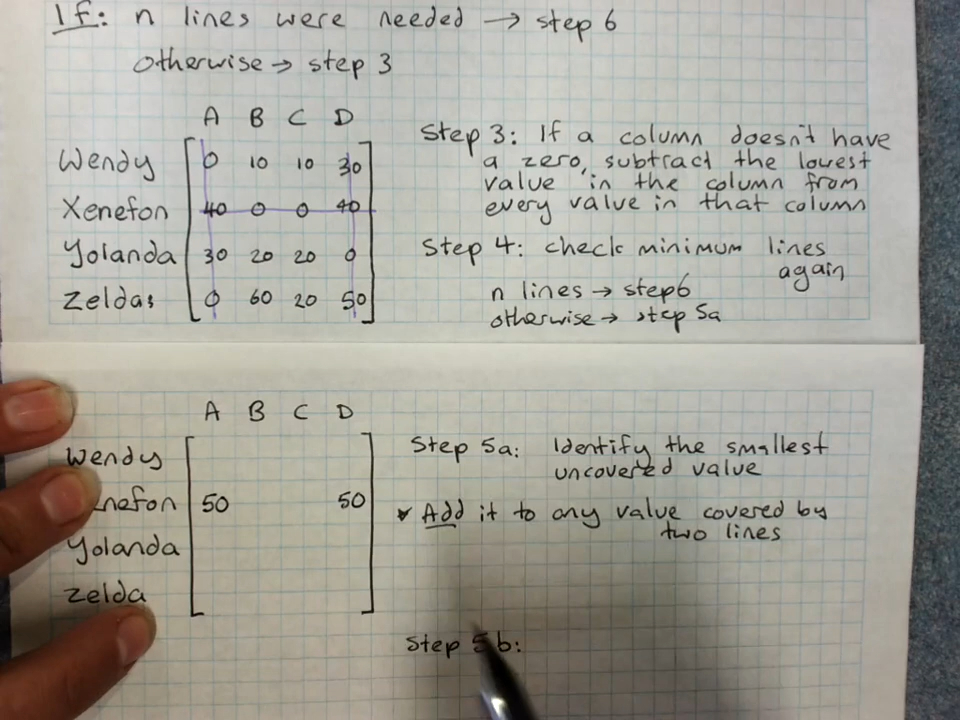 If: n lines were needed → step 6
otherwise → step 3
A B C D
Wendy 0 10 10 30
Xenefon 40 0 0 40
Yolanda 30 20 20 0
Zeldas 0 60 20 50
Step 3: If a column doesn't have
a zero, subtract the lowest
value in the column from
every value in that column
Step 4: check minimum lines
again
n lines → step 6
otherwise → step 5a
A B C D
Wendy
nefon 50 50
Yolanda
Zelda
Step 5a: Identify the smallest
uncovered value
Add it to any value covered by
two lines
Step 5b: